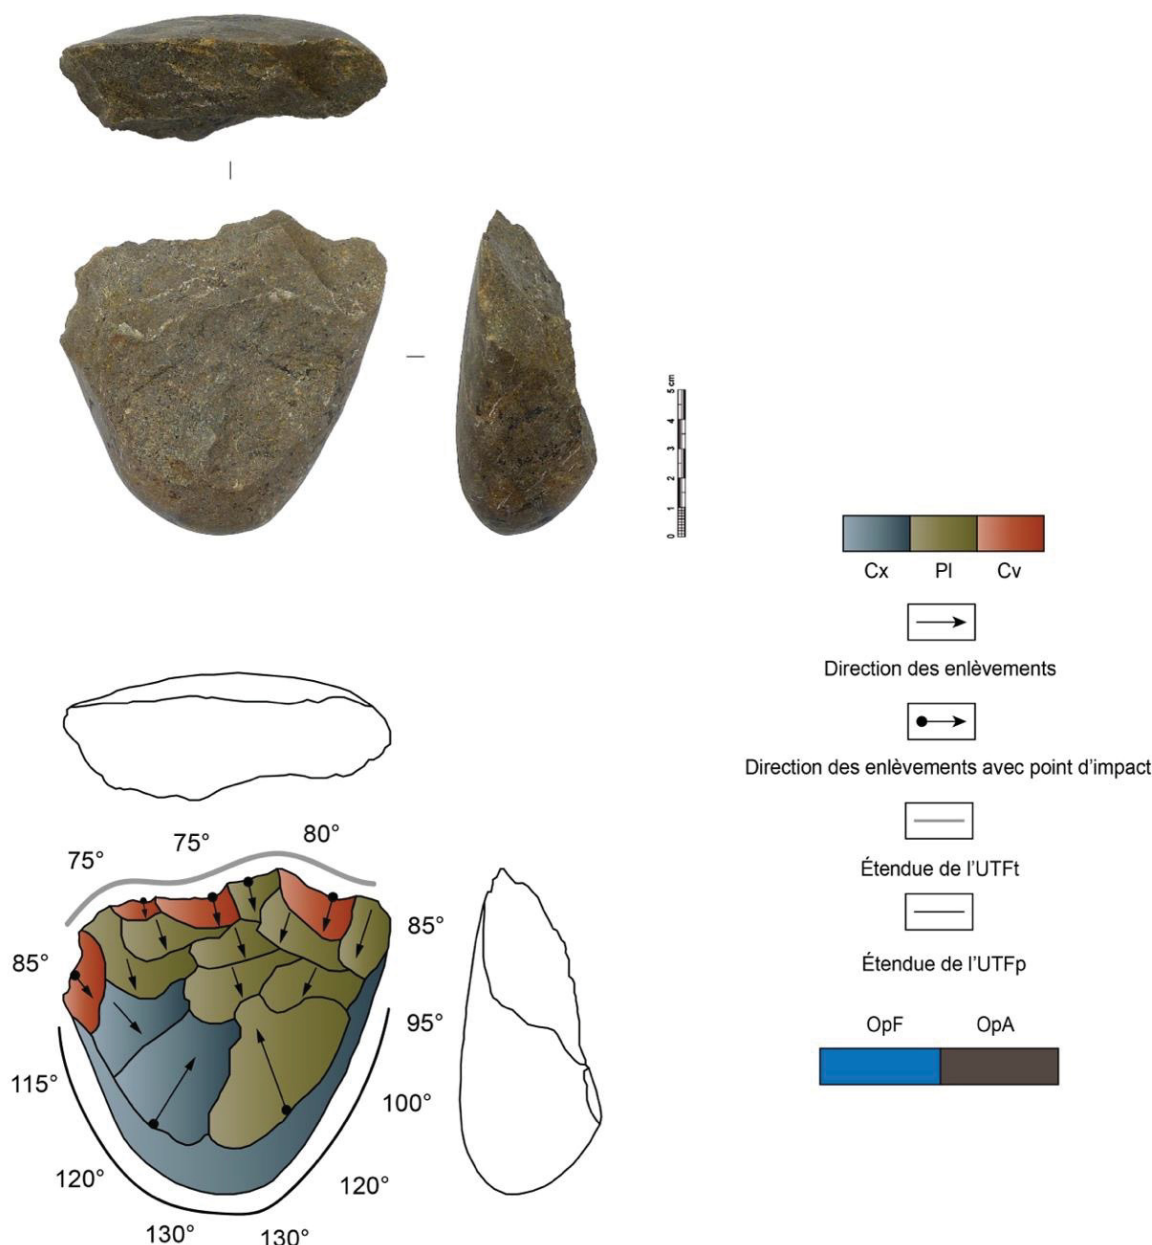 5 cm
4
3
2
1
0
Cx Pl Cv
Direction des enlèvements
Direction des enlèvements avec point d'impact
Étendue de l'UTFt
Étendue de l'UTFp
OpF OpA
75° 75° 80°
85° 85°
95°
115° 100°
120° 120°
130° 130°